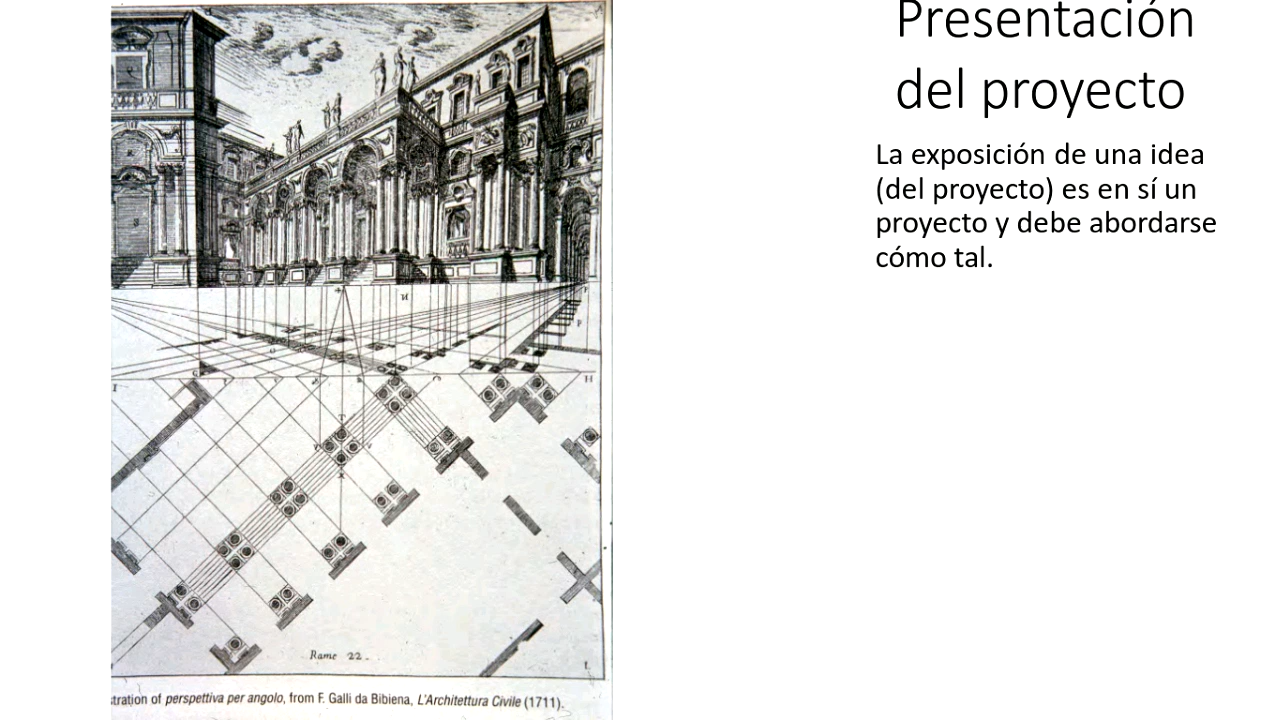 Presentación
del proyecto
La exposición de una idea
(del proyecto) es en sí un
proyecto y debe abordarse
cómo tal.
I
H
Rame 22.
stration of perspettiva per angolo, from F. Galli da Bibiena, L'Architettura Civile (1711).